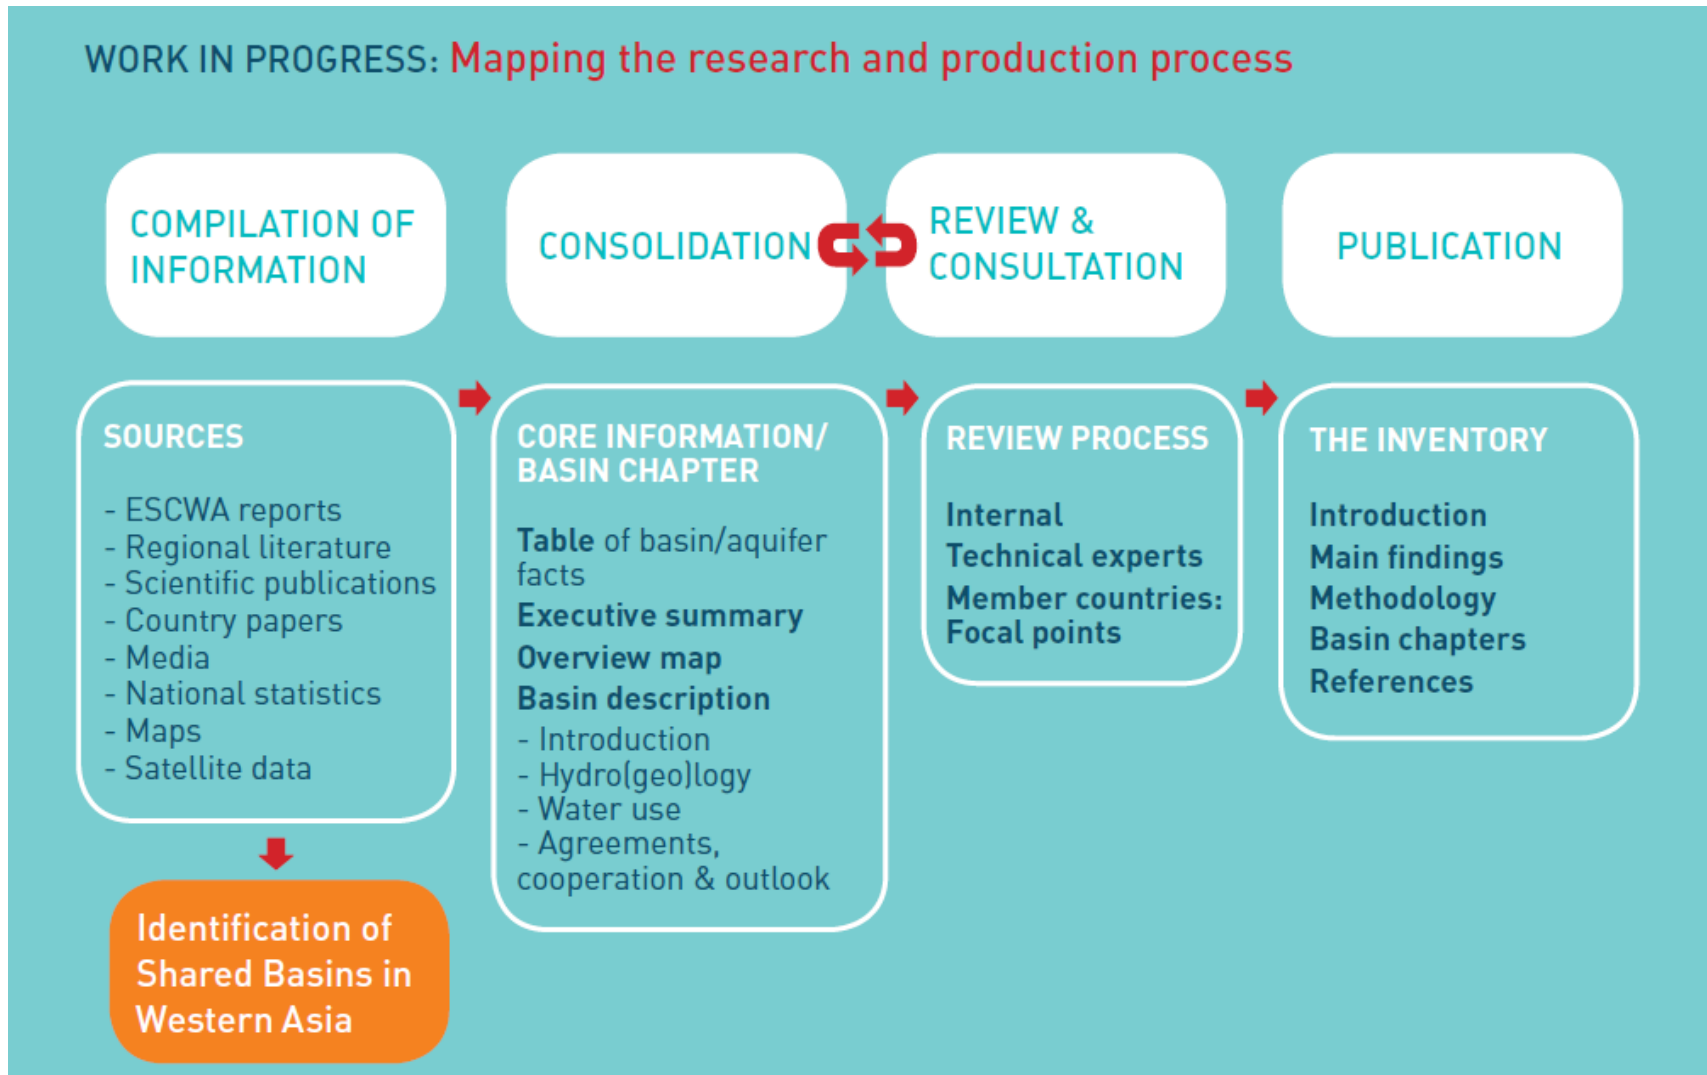 WORK IN PROGRESS: Mapping the research and production process
COMPILATION OF
INFORMATION
CONSOLIDATION
REVIEW &
CONSULTATION
PUBLICATION
SOURCES
- ESCWA reports
- Regional literature
- Scientific publications
- Country papers
- Media
- National statistics
- Maps
- Satellite data
Identification of
Shared Basins in
Western Asia
CORE INFORMATION/
BASIN CHAPTER
Table of basin/aquifer
facts
Executive summary
Overview map
Basin description
- Introduction
- Hydro(geo)logy
- Water use
- Agreements,
cooperation & outlook
REVIEW PROCESS
Internal
Technical experts
Member countries:
Focal points
THE INVENTORY
Introduction
Main findings
Methodology
Basin chapters
References